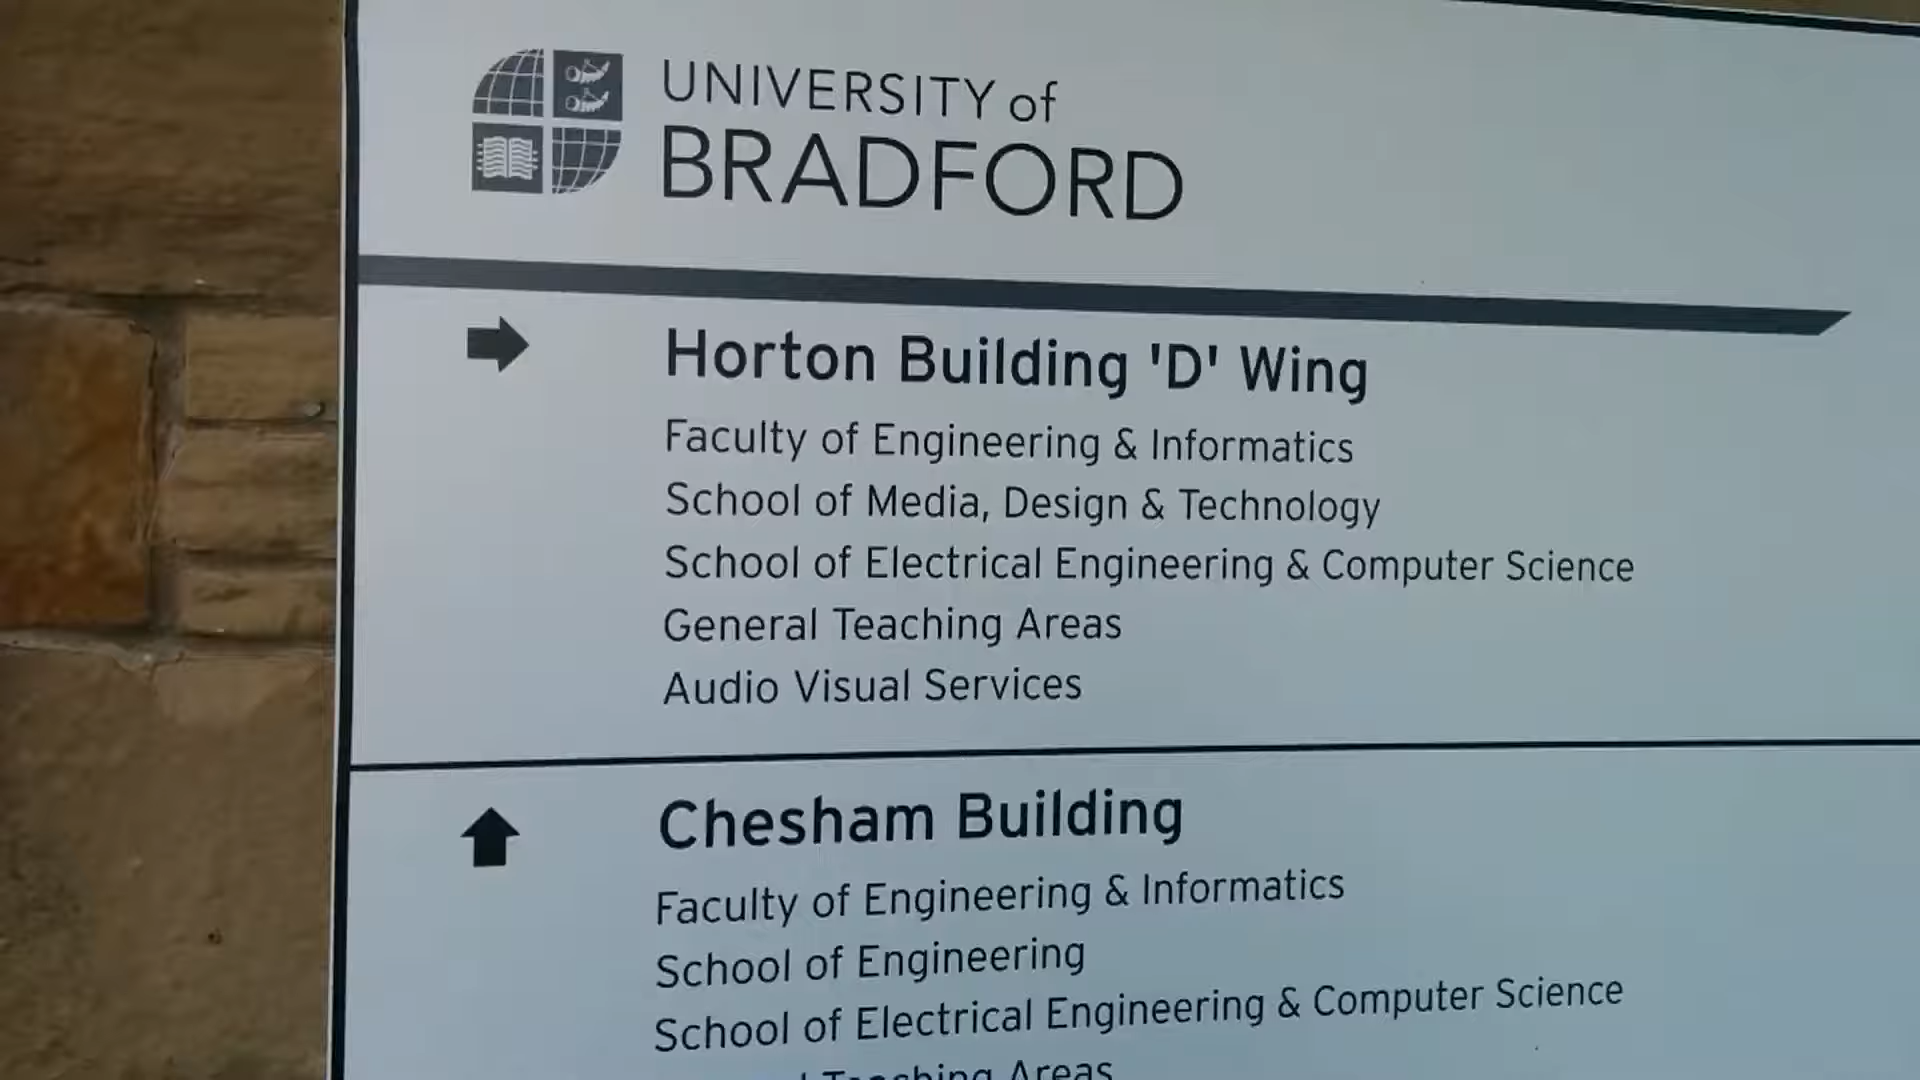 UNIVERSITY of
BRADFORD
Horton Building 'D' Wing
Faculty of Engineering & Informatics
School of Media, Design & Technology
School of Electrical Engineering & Computer Science
General Teaching Areas
Audio Visual Services
Chesham Building
Faculty of Engineering & Informatics
School of Engineering
School of Electrical Engineering & Computer Science
Teaching Areas